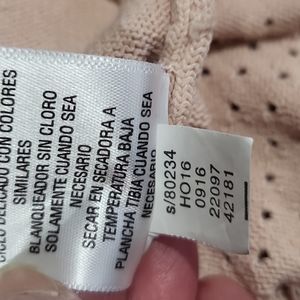 CICLO DELICADO CON COLORES
SIMILARES
BLANQUEADOR SIN CLORO
SOLAMENTE CUANDO SEA
NECESARIO
SECAR EN SECADORA A
TEMPERATURA BAJA
PLANCHA TIBIA CUANDO SEA
NECESARIO
s/80234
HO16
0916
22097
42181